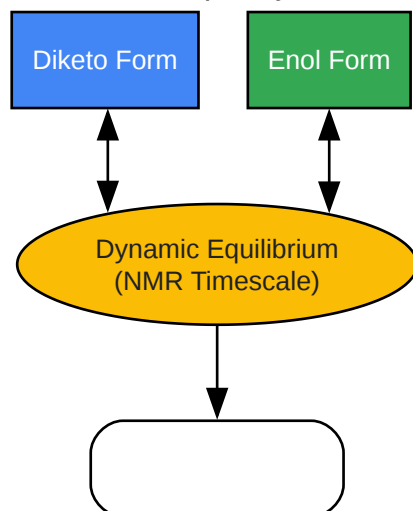 Diketo Form
Enol Form
Dynamic Equilibrium
(NMR Timescale)